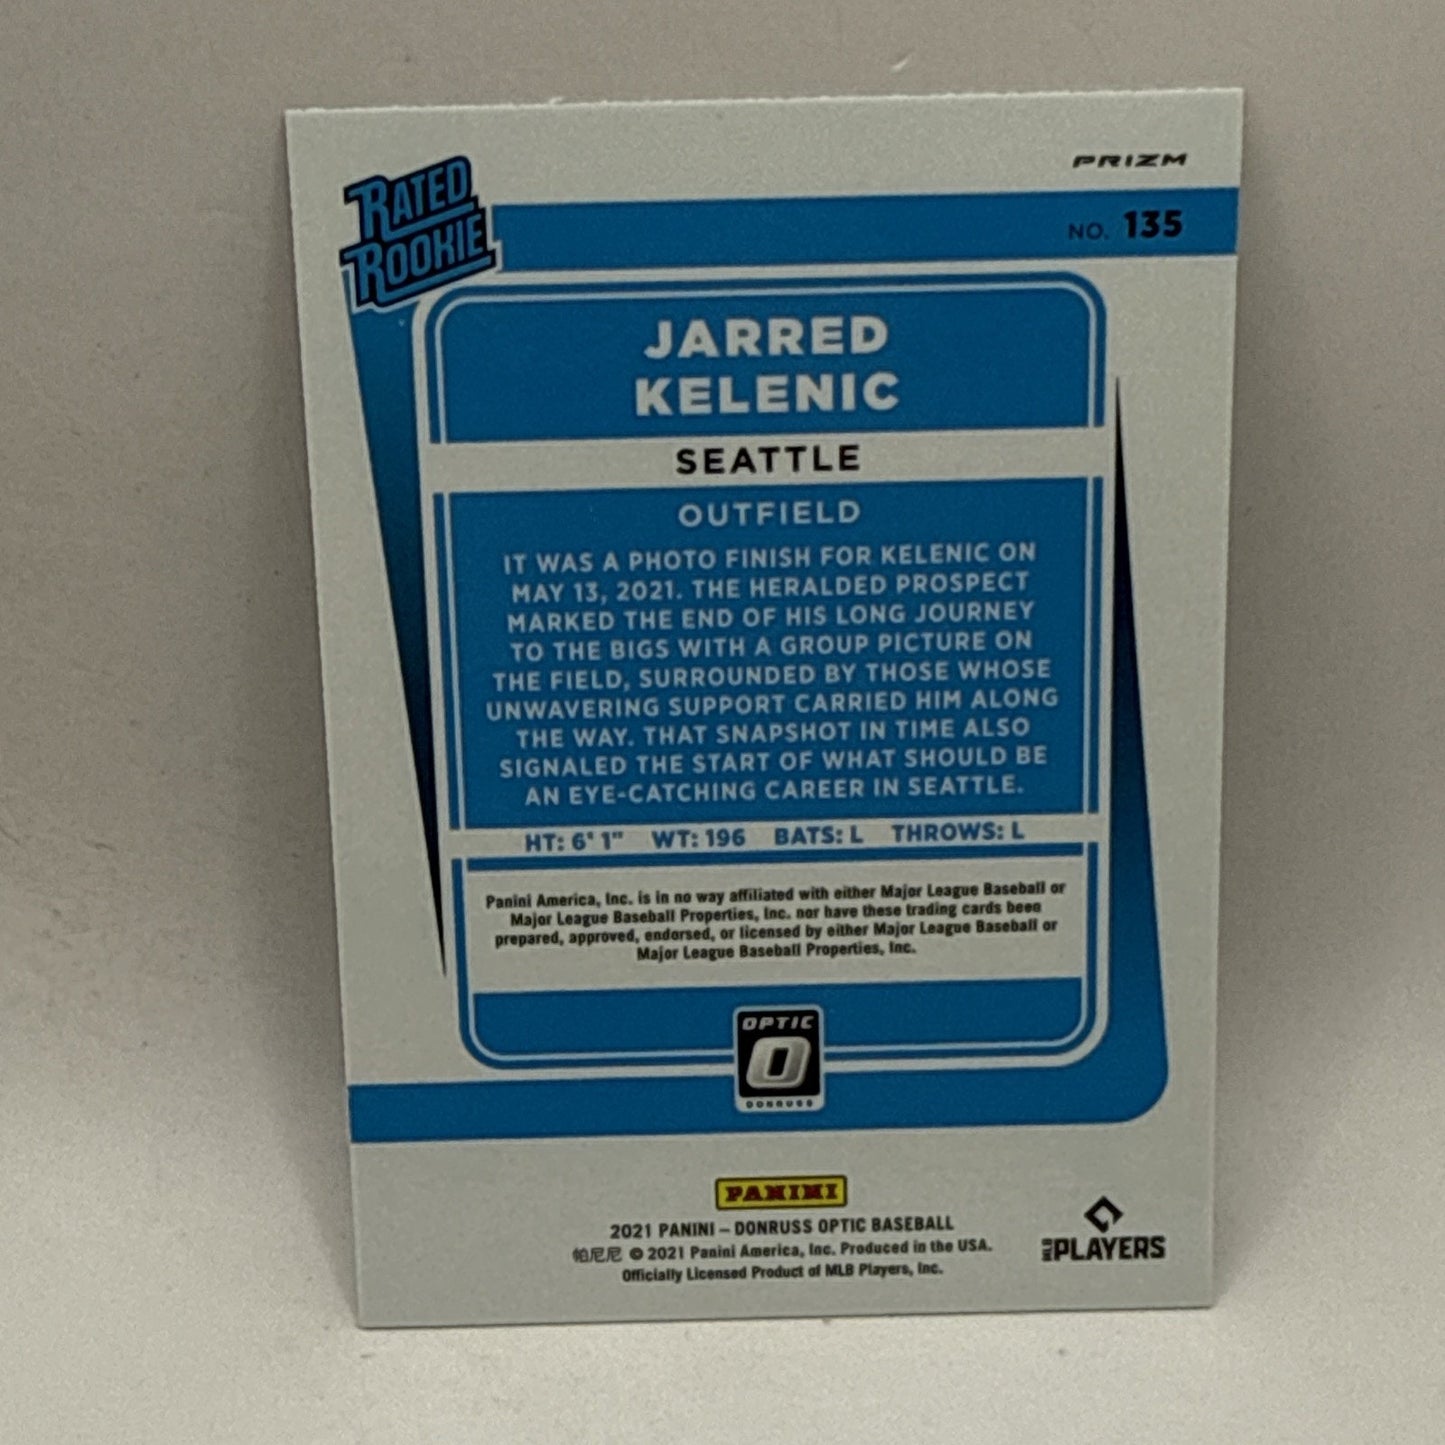 PRIZM
RATED
ROOKIE
NO. 135
JARRED
KELENIC
SEATTLE
OUTFIELD
IT WAS A PHOTO FINISH FOR KELENIC ON
MAY 13, 2021. THE HERALDED PROSPECT
MARKED THE END OF HIS LONG JOURNEY
TO THE BIGS WITH A GROUP PICTURE ON
THE FIELD, SURROUNDED BY THOSE WHOSE
UNWAVERING SUPPORT CARRIED HIM ALONG
THE WAY. THAT SNAPSHOT IN TIME ALSO
SIGNALED THE START OF WHAT SHOULD BE
AN EYE-CATCHING CAREER IN SEATTLE.
HT: 6' 1" WT: 196 BATS: L THROWS: L
Panini America, Inc. is in no way affiliated with either Major League Baseball or
Major League Baseball Properties, Inc. nor have these trading cards been
prepared, approved, endorsed, or licensed by either Major League Baseball or
Major League Baseball Properties, Inc.
OPTIC
O
DONRUSS
PANINI
2021 PANINI – DONRUSS OPTIC BASEBALL
帕尼尼 © 2021 Panini America, Inc. Produced in the USA.
Officially Licensed Product of MLB Players, Inc.
MLB PLAYERS